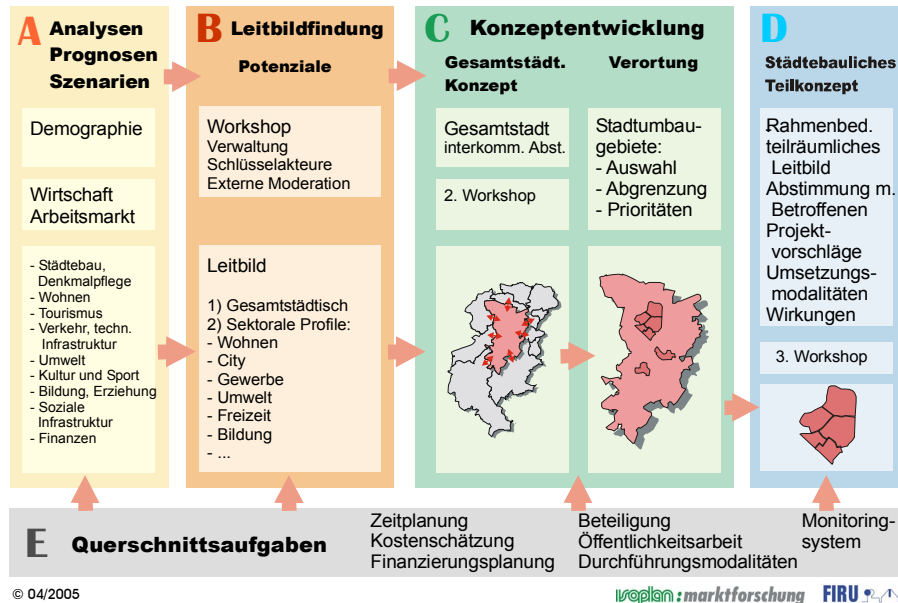 A Analysen
Prognosen
Szenarien
Demographie
Wirtschaft
Arbeitsmarkt
- Städtebau,
Denkmalpflege
- Wohnen
- Tourismus
- Verkehr, techn.
Infrastruktur
- Umwelt
- Kultur und Sport
- Bildung, Erziehung
- Soziale
Infrastruktur
- Finanzen
B Leitbildfindung
Potenziale
Workshop
Verwaltung
Schlüsselakteure
Externe Moderation
Leitbild
1) Gesamtstädtisch
2) Sektorale Profile:
- Wohnen
- City
- Gewerbe
- Umwelt
- Freizeit
- Bildung
- ...
C Konzeptentwicklung
Gesamtstädt.
Konzept
Gesamtstadt
interkomm. Abst.
2. Workshop
Verortung
Stadtumbau-
gebiete:
- Auswahl
- Abgrenzung
- Prioritäten
D
Städtebauliches
Teilkonzept
Rahmenbed.
teilräumliches
Leitbild
Abstimmung m.
Betroffenen
Projekt-
vorschläge
Umsetzungs-
modalitäten
Wirkungen
3. Workshop
E Querschnittsaufgaben
Zeitplanung
Kostenschätzung
Finanzierungsplanung
Beteiligung
Öffentlichkeitsarbeit
Durchführungsmodalitäten
Monitoring-
system
© 04/2005
isoplan : marktforschung
FIRU